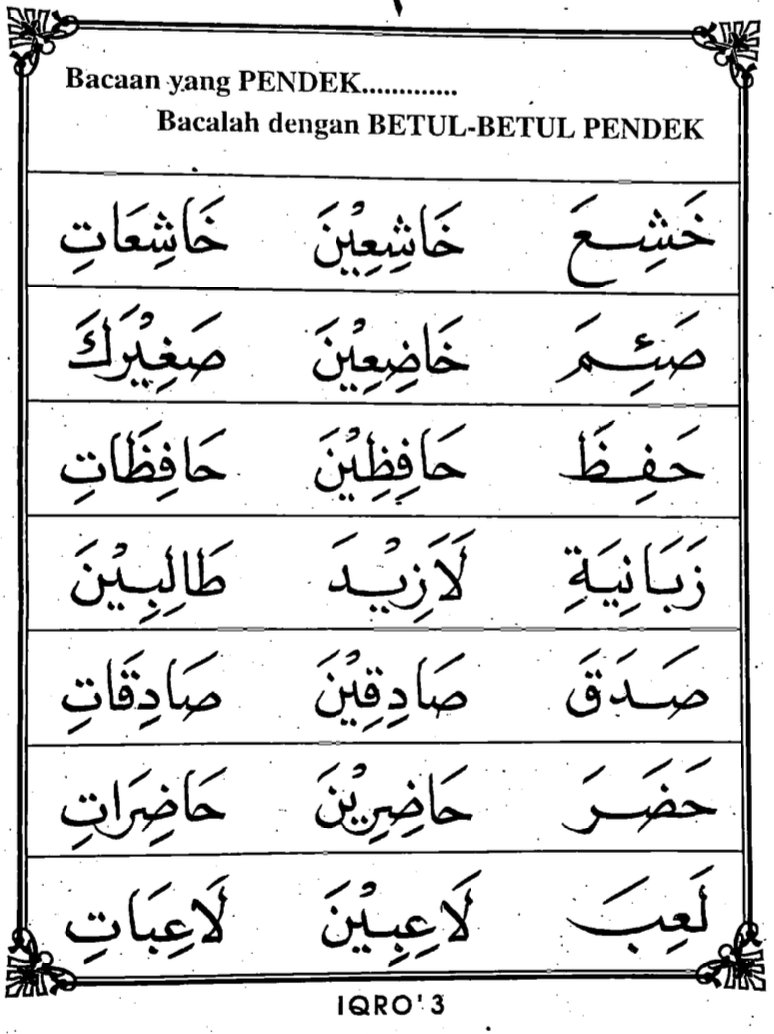 Bacaan yang PENDEK.............
Bacalah dengan BETUL-BETUL PENDEK
خَشِعَ خَاشِعِيْنَ خَاشِعَاتِ
صَئِمَ خَاضِعِيْنَ صَغِيْرَكَ
حَفِظَ حَافِظِيْنَ حَافِظَاتِ
زَبَانِيَةِ لَازِيْدَ طَالِبِيْنَ
صَدَقَ صَادِقِيْنَ صَادِقَاتِ
حَضَرَ حَاضِرِيْنَ حَاضِرَاتِ
لَعِبَ لَاعِبِيْنَ لَاعِبَاتِ
IQRO' 3